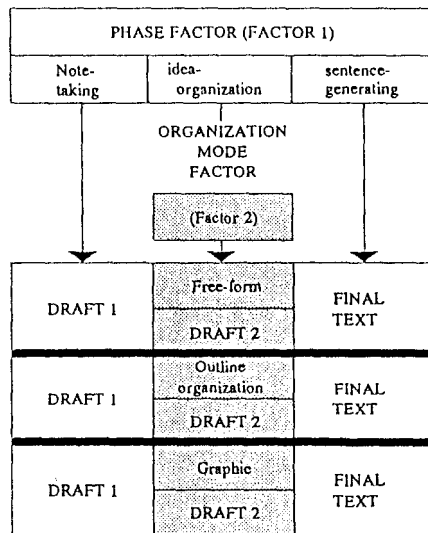 PHASE FACTOR (FACTOR 1)
Note-
taking
idea-
organization
sentence-
generating
ORGANIZATION
MODE
FACTOR
(Factor 2)
DRAFT 1
Free-form
DRAFT 2
FINAL
TEXT
DRAFT 1
Outline
organization
DRAFT 2
FINAL
TEXT
DRAFT 1
Graphic
DRAFT 2
FINAL
TEXT